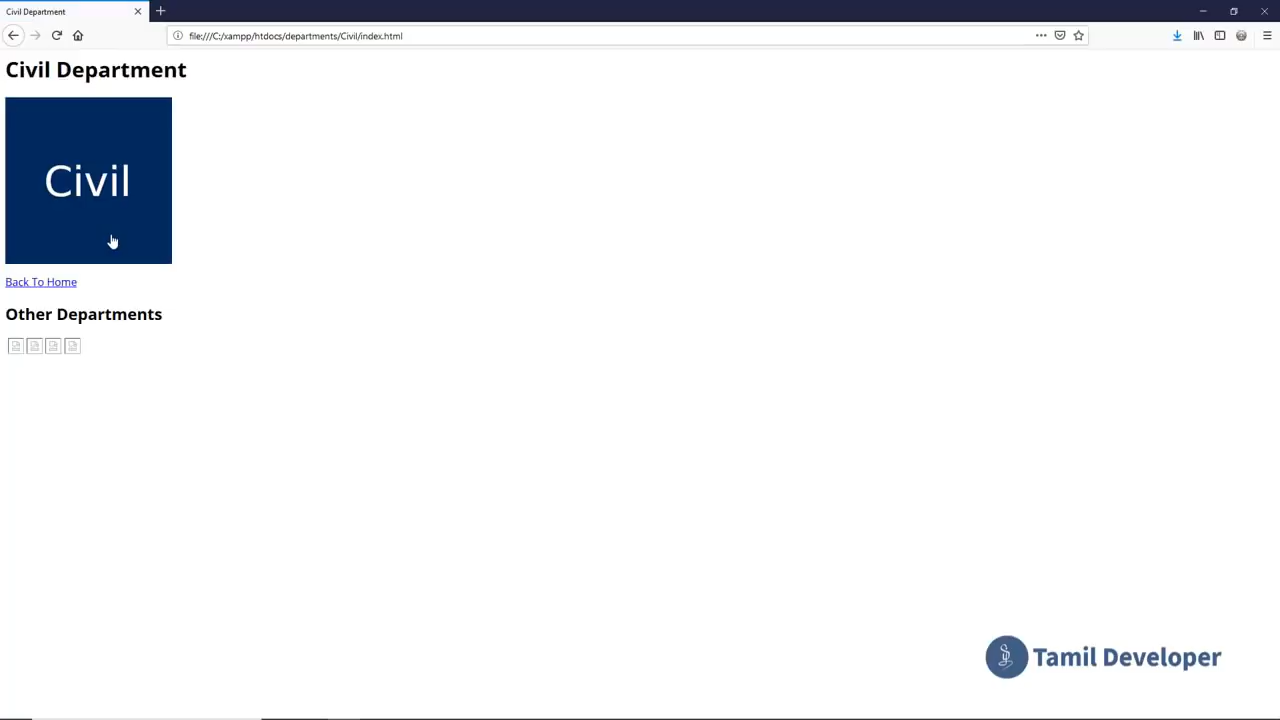 Civil Department
file:///C:/xampp/htdocs/departments/Civil/index.html
Civil Department
Civil
Back To Home
Other Departments
Tamil Developer